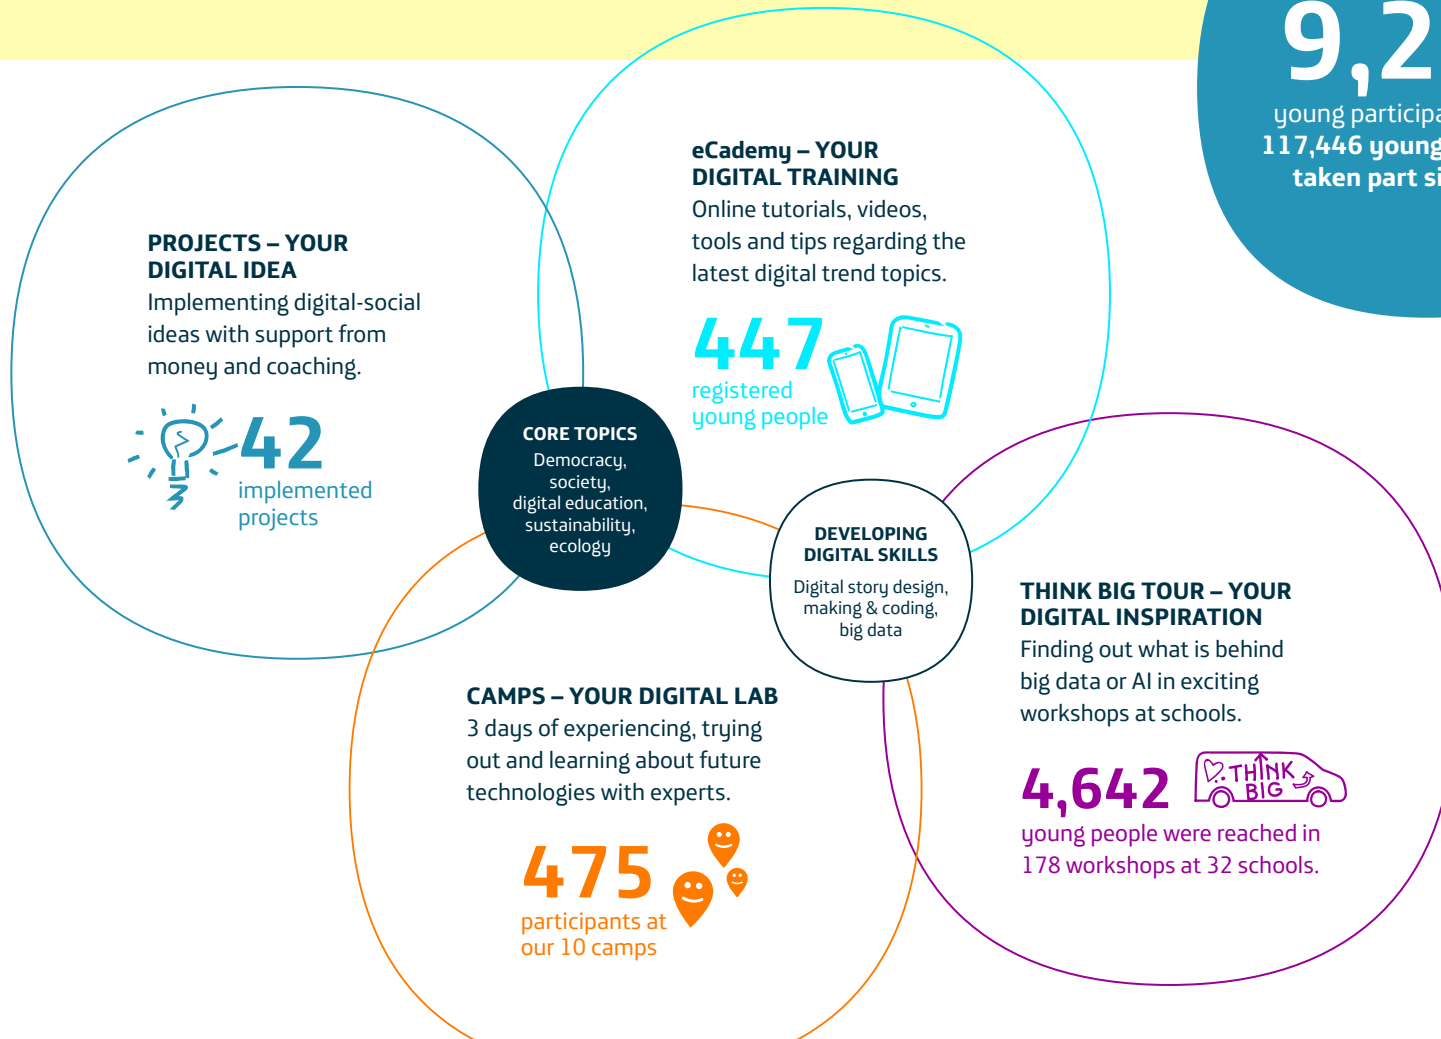 9,2
young participa
117,446 young
taken part si
eCademy – YOUR
DIGITAL TRAINING
Online tutorials, videos,
tools and tips regarding the
latest digital trend topics.
447
registered
young people
PROJECTS – YOUR
DIGITAL IDEA
Implementing digital-social
ideas with support from
money and coaching.
42
implemented
projects
CORE TOPICS
Democracy,
society,
digital education,
sustainability,
ecology
DEVELOPING
DIGITAL SKILLS
Digital story design,
making & coding,
big data
THINK BIG TOUR – YOUR
DIGITAL INSPIRATION
Finding out what is behind
big data or AI in exciting
workshops at schools.
4,642
THINK
BIG
young people were reached in
178 workshops at 32 schools.
CAMPS – YOUR DIGITAL LAB
3 days of experiencing, trying
out and learning about future
technologies with experts.
475
participants at
our 10 camps